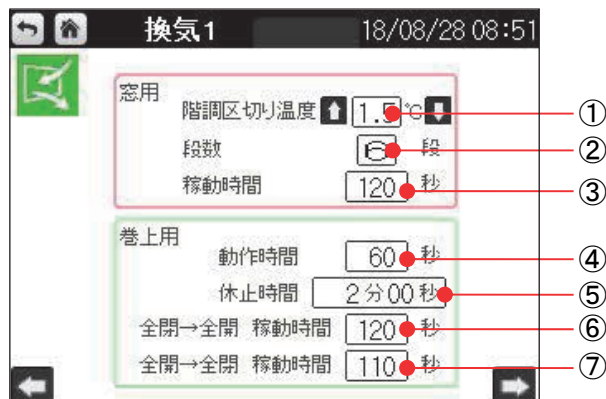 換気1 18/08/28 08:51
窓用
階調区切り温度 1.5 ℃ ①
段数 6 段 ②
稼動時間 120 秒 ③
巻上用
動作時間 60 秒 ④
休止時間 2分00秒 ⑤
全閉→全開 稼動時間 120 秒 ⑥
全開→全閉 稼動時間 110 秒 ⑦